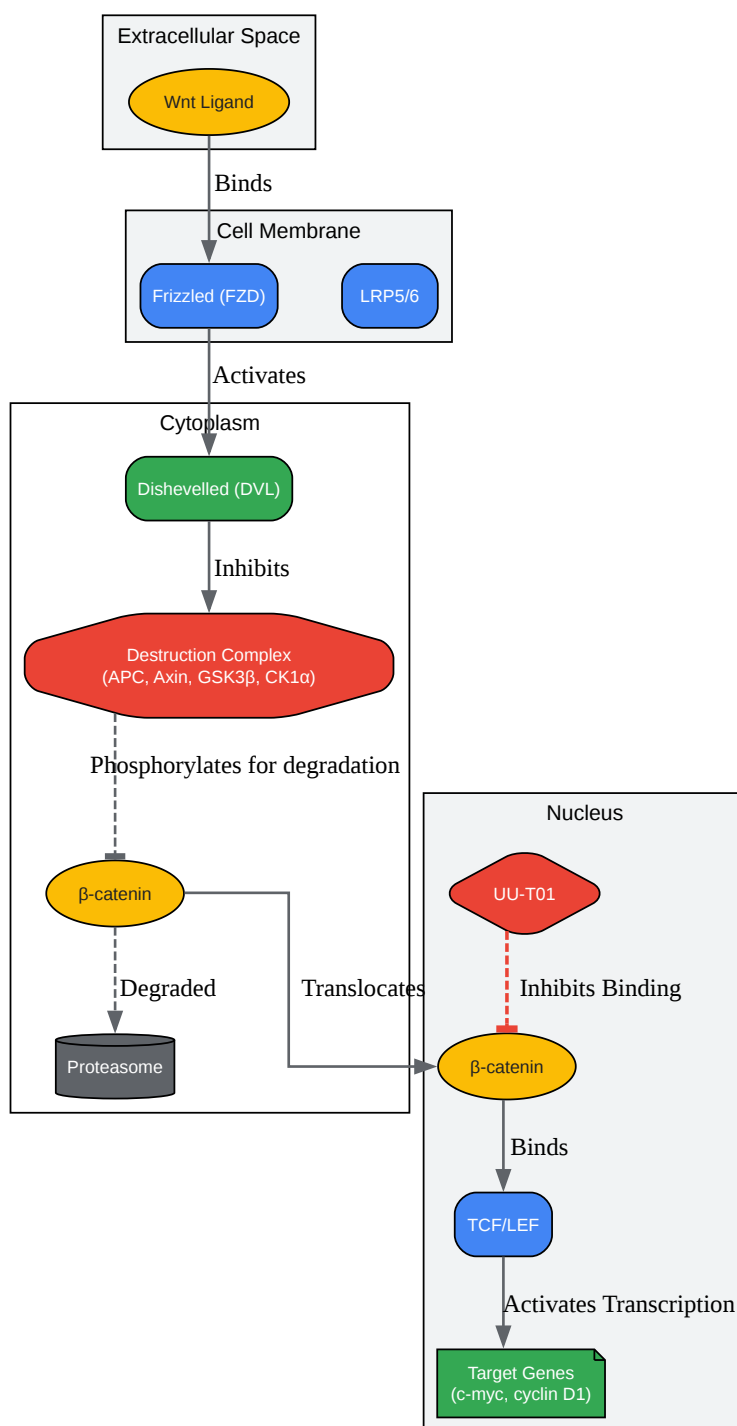 Extracellular Space
Wnt Ligand
Binds
Cell Membrane
Frizzled (FZD)
LRP5/6
Activates
Cytoplasm
Dishevelled (DVL)
Inhibits
Destruction Complex
(APC, Axin, GSK3β, CK1α)
Phosphorylates for degradation
Nucleus
β-catenin
UU-T01
Degraded
Translocates
Inhibits Binding
Proteasome
β-catenin
Binds
TCF/LEF
Activates Transcription
Target Genes
(c-myc, cyclin D1)